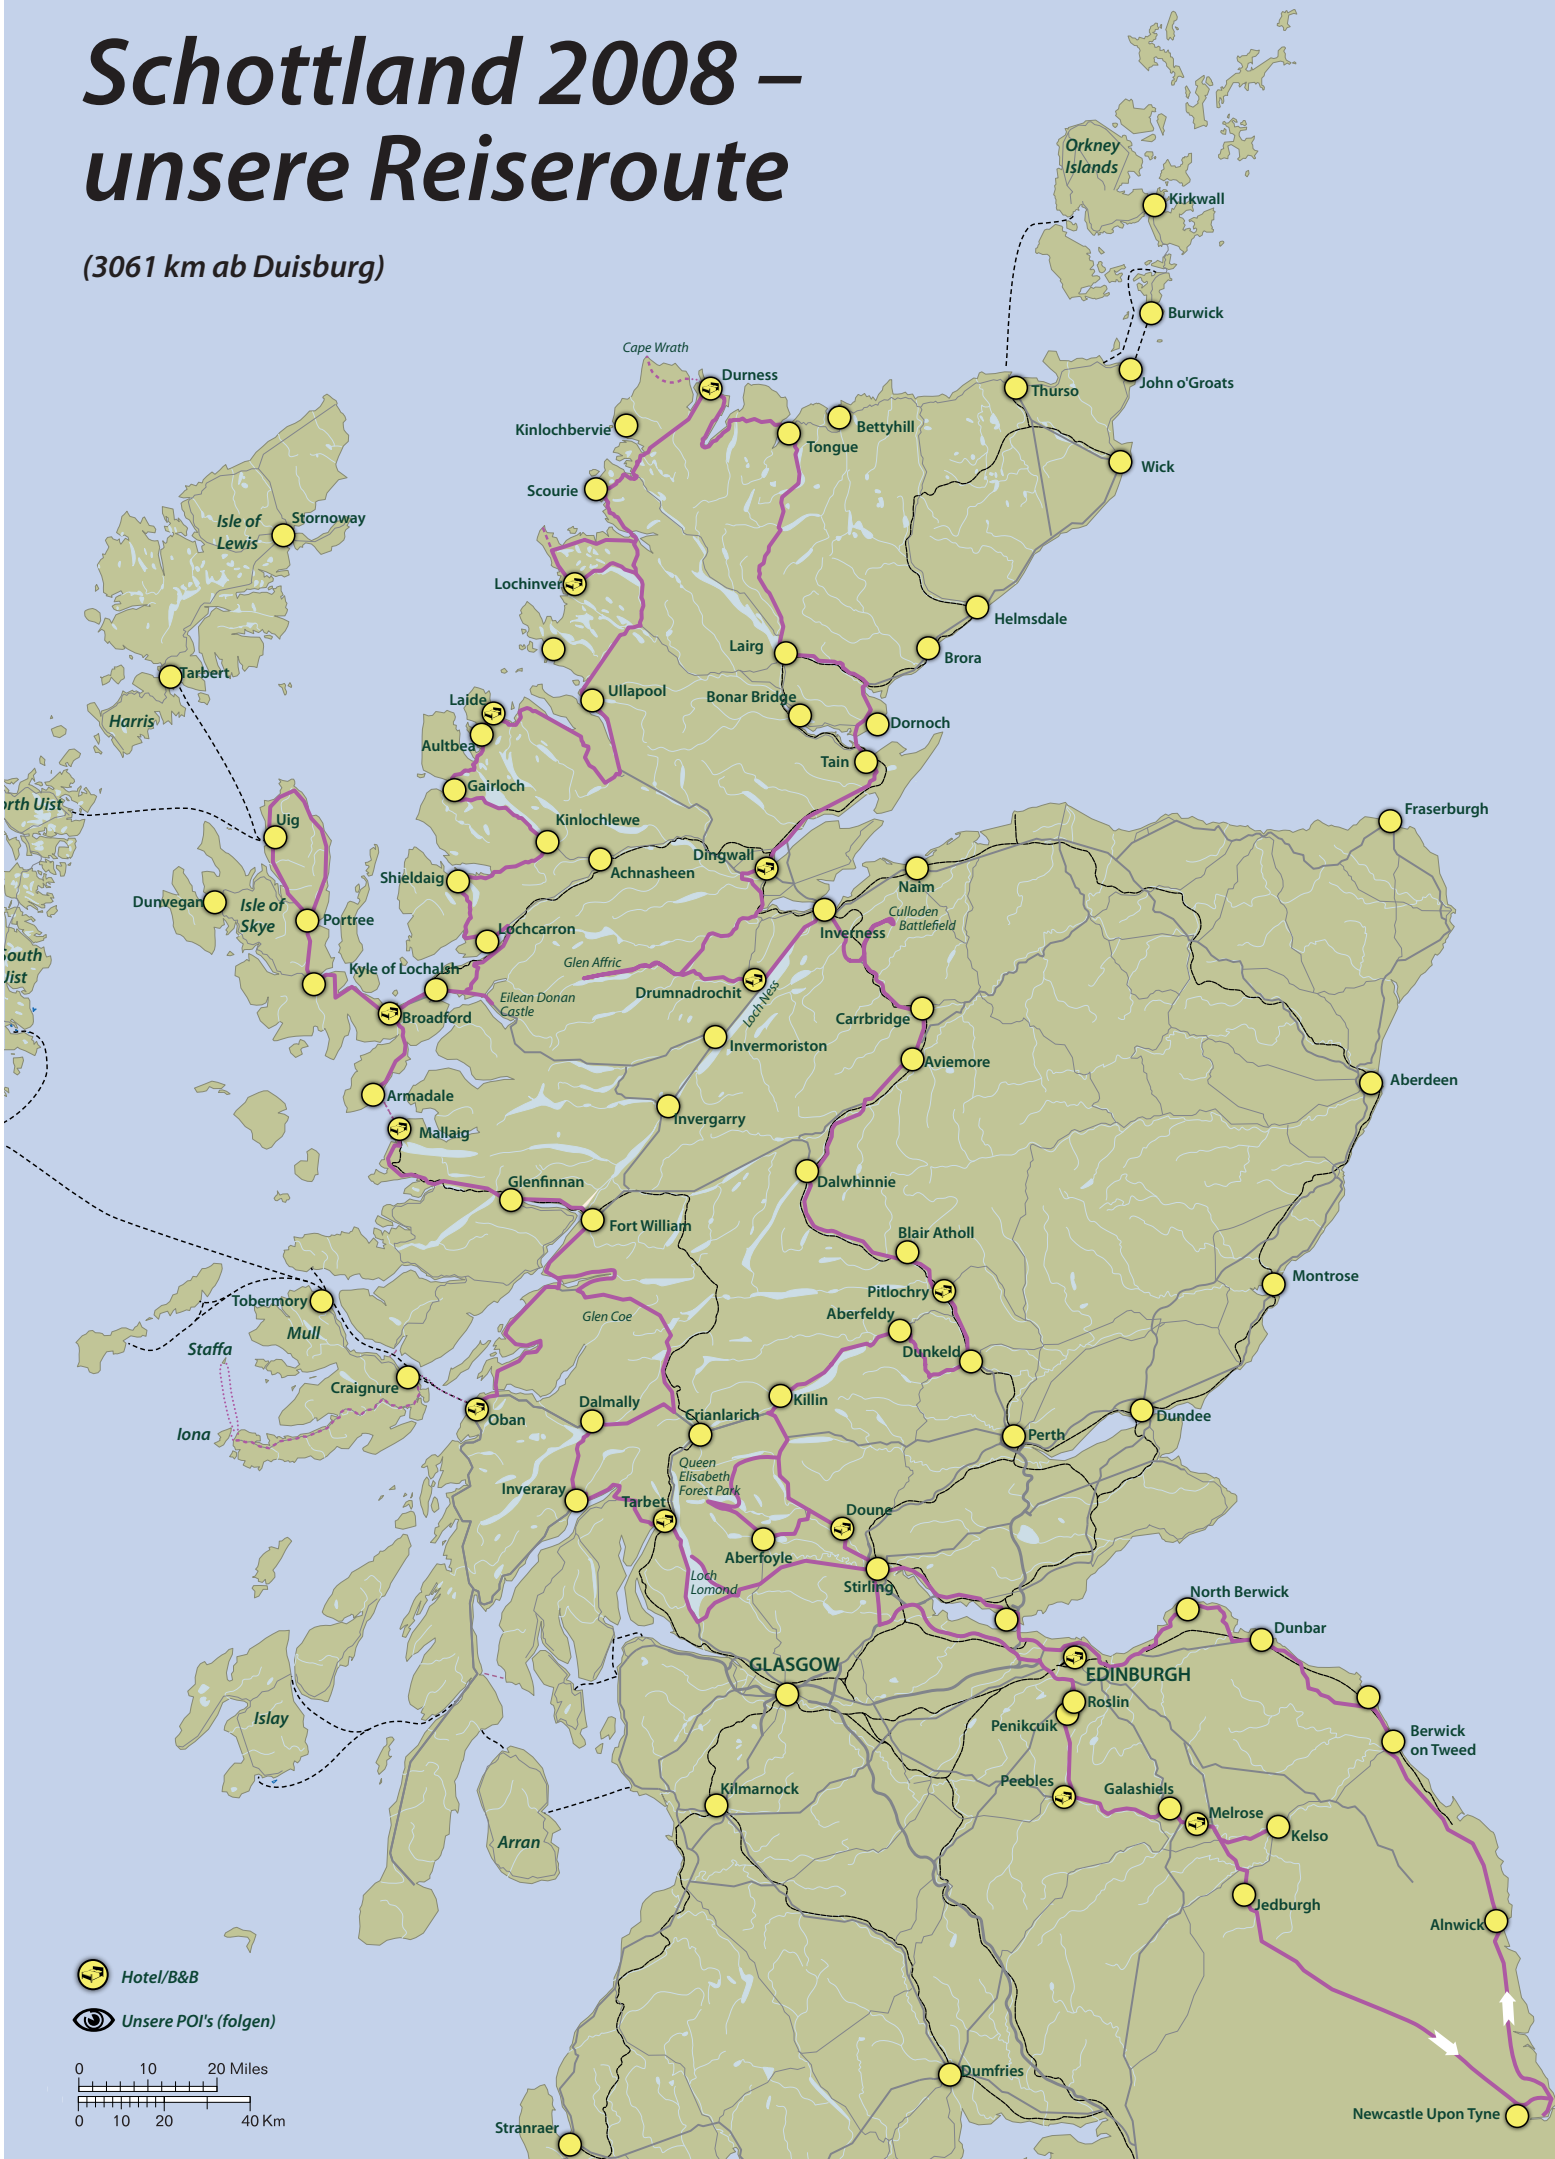 Schottland 2008 –
unsere Reiseroute
(3061 km ab Duisburg)
Orkney
Islands
Kirkwall
Burwick
Cape Wrath
Durness
John o'Groats
Thurso
Kinlochbervie
Bettyhill
Tongue
Wick
Scourie
Isle of
Lewis
Stornoway
Lochinver
Helmsdale
Lairg
Brora
Tarbert
Harris
Laide
Ullapool
Bonar Bridge
Dornoch
Aultbea
Tain
Gairloch
orth Uist
Uig
Kinlochlewe
Fraserburgh
Dingwall
Achnasheen
Shieldaig
Nairn
Dunvegan
Isle of
Skye
Portree
Culloden
Battlefield
Lochcarron
Inverness
South
Uist
Kyle of Lochalsh
Glen Affric
Drumnadrochit
Eilean Donan
Castle
Loch Ness
Broadford
Carrbridge
Invermoriston
Aviemore
Aberdeen
Armadale
Invergarry
Mallaig
Glenfinnan
Dalwhinnie
Fort William
Blair Atholl
Montrose
Pitlochry
Tobermory
Aberfeldy
Glen Coe
Mull
Staffa
Dunkeld
Craignure
Killin
Dalmally
Oban
Crianlarich
Dundee
Iona
Perth
Queen
Elisabeth
Forest Park
Inveraray
Tarbet
Doune
Aberfoyle
Loch
Lomond
Stirling
North Berwick
Dunbar
GLASGOW
EDINBURGH
Roslin
Islay
Penikcuik
Berwick
on Tweed
Peebles
Galashiels
Kilmarnock
Melrose
Kelso
Arran
Jedburgh
Alnwick
Hotel/B&B
Unsere POI's (folgen)
0 10 20 Miles
0 10 20 40 Km
Dumfries
Newcastle Upon Tyne
Stranraer